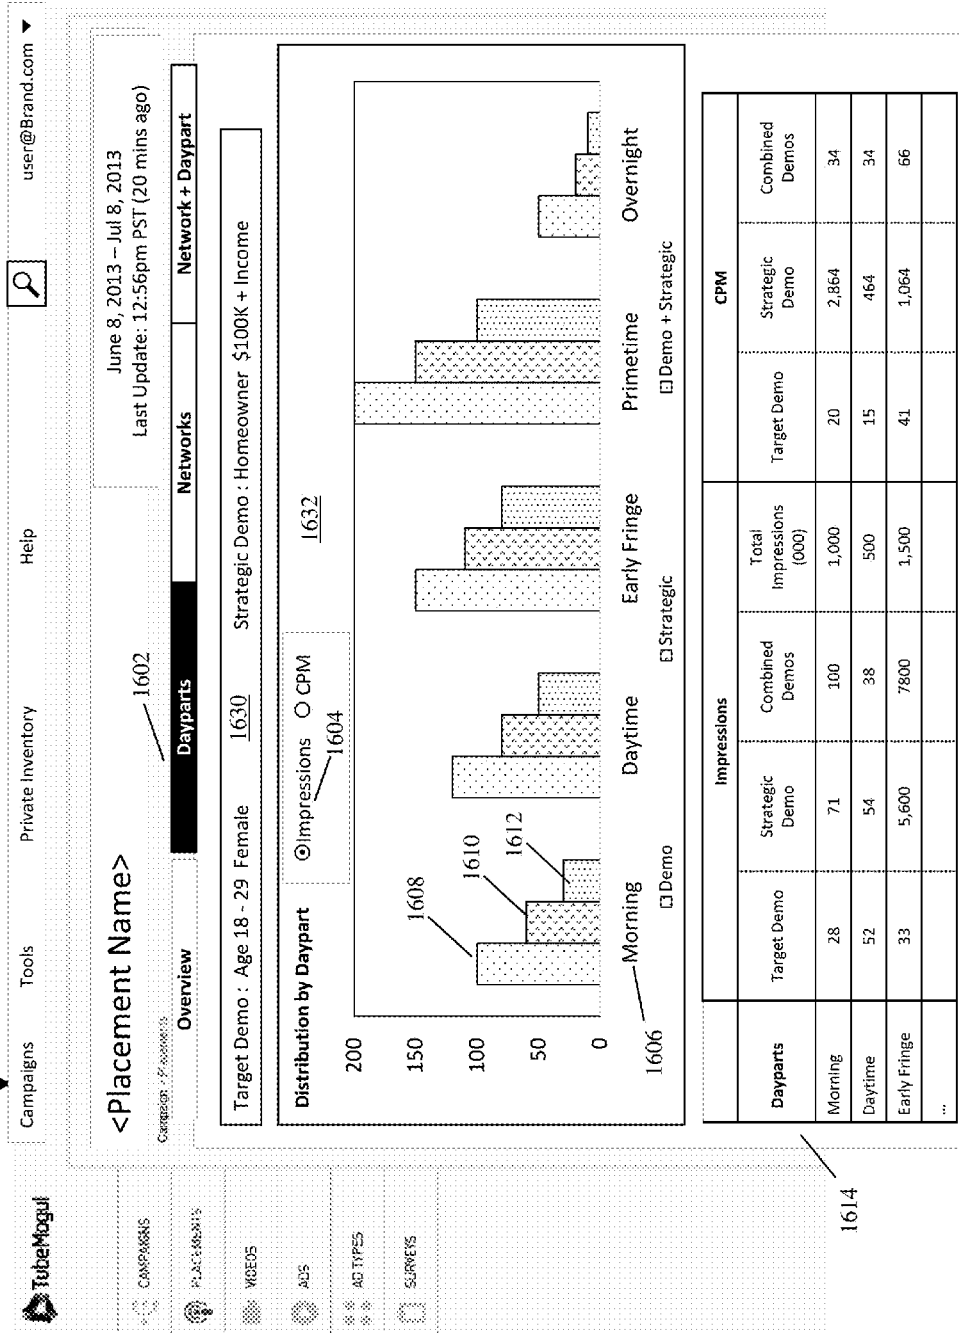 TubeMogul
Campaigns Tools Private Inventory Help user@Brand.com
CAMPAIGNS
PLACEMENTS
VIDEOS
ADS
AD TYPES
SURVEYS
<Placement Name>
June 8, 2013 – Jul 8, 2013
Last Update: 12:56pm PST (20 mins ago)
1602
Overview Dayparts Networks Network + Daypart
Target Demo : Age 18 - 29 Female 1630 Strategic Demo : Homeowner $100K + Income
Distribution by Daypart Impressions CPM 1632
1604
200
150
100
50
0
1608
1610
1612
Morning Daytime Early Fringe Primetime Overnight
1606
Demo Strategic Demo + Strategic
1614
Impressions CPM
Dayparts Target Demo Strategic Demo Combined Demos Total Impressions (000) Target Demo Strategic Demo Combined Demos
Morning 28 71 100 1,000 20 2,864 34
Daytime 52 54 38 500 15 464 34
Early Fringe 33 5,600 7800 1,500 41 1,064 66
...